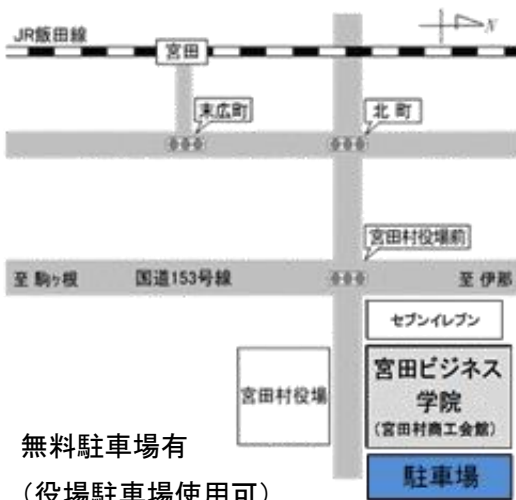 N
JR飯田線
宮田
末広町
北町
宮田村役場前
至 駒ヶ根
国道153号線
至 伊那
セブンイレブン
宮田ビジネス
学院
(宮田村商工会館)
宮田村役場
駐車場
無料駐車場有
(役場駐車場使用可)